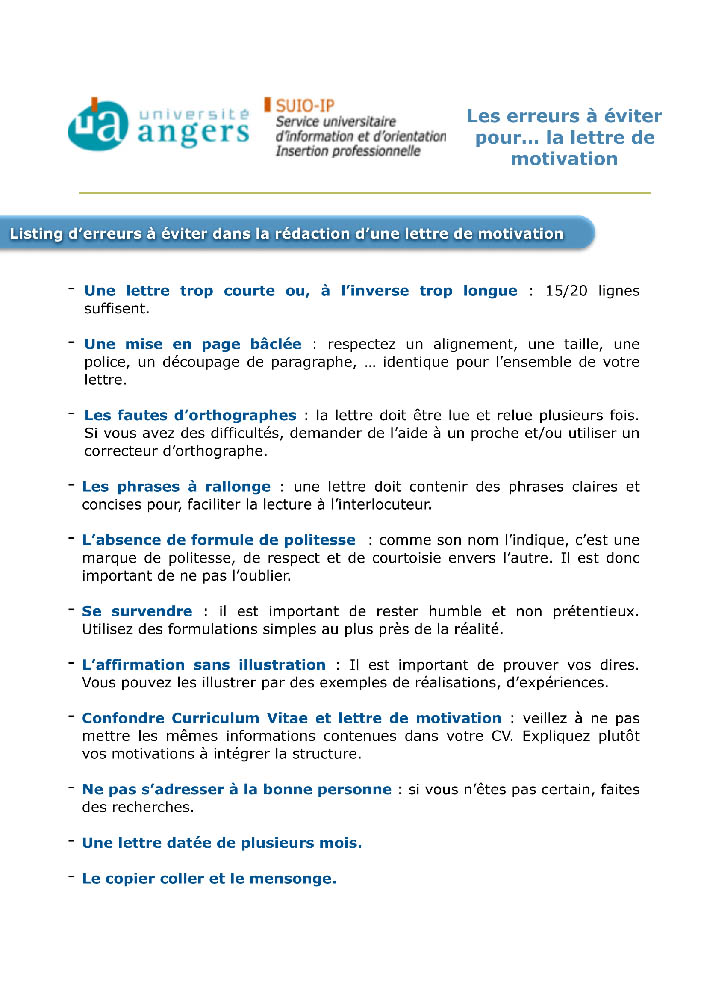 université
angers
SUIO-IP
Service universitaire
d'information et d'orientation
Insertion professionnelle
Les erreurs à éviter
pour... la lettre de
motivation
Listing d'erreurs à éviter dans la rédaction d'une lettre de motivation
- Une lettre trop courte ou, à l'inverse trop longue : 15/20 lignes
suffisent.
- Une mise en page bâclée : respectez un alignement, une taille, une
police, un découpage de paragraphe, ... identique pour l'ensemble de votre
lettre.
- Les fautes d'orthographes : la lettre doit être lue et relue plusieurs fois.
Si vous avez des difficultés, demander de l'aide à un proche et/ou utiliser un
correcteur d'orthographe.
- Les phrases à rallonge : une lettre doit contenir des phrases claires et
concises pour, faciliter la lecture à l'interlocuteur.
- L'absence de formule de politesse : comme son nom l'indique, c'est une
marque de politesse, de respect et de courtoisie envers l'autre. Il est donc
important de ne pas l'oublier.
- Se survendre : il est important de rester humble et non prétentieux.
Utilisez des formulations simples au plus près de la réalité.
- L'affirmation sans illustration : Il est important de prouver vos dires.
Vous pouvez les illustrer par des exemples de réalisations, d'expériences.
- Confondre Curriculum Vitae et lettre de motivation : veillez à ne pas
mettre les mêmes informations contenues dans votre CV. Expliquez plutôt
vos motivations à intégrer la structure.
- Ne pas s'adresser à la bonne personne : si vous n'êtes pas certain, faites
des recherches.
- Une lettre datée de plusieurs mois.
- Le copier coller et le mensonge.